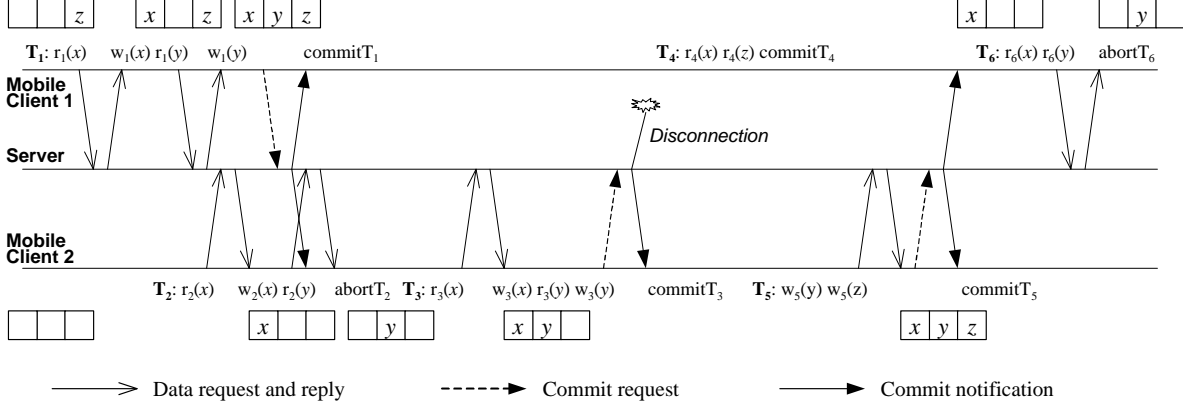 z x z x y z x y
T₁: r₁(x) w₁(x) r₁(y) w₁(y) commitT₁ T₄: r₄(x) r₄(z) commitT₄ T₆: r₆(x) r₆(y) abortT₆
Mobile
Client 1
Disconnection
Server
Mobile
Client 2
T₂: r₂(x) w₂(x) r₂(y) abortT₂ T₃: r₃(x) w₃(x) r₃(y) w₃(y) commitT₃ T₅: w₅(y) w₅(z) commitT₅
x y x y x y z
Data request and reply Commit request Commit notification